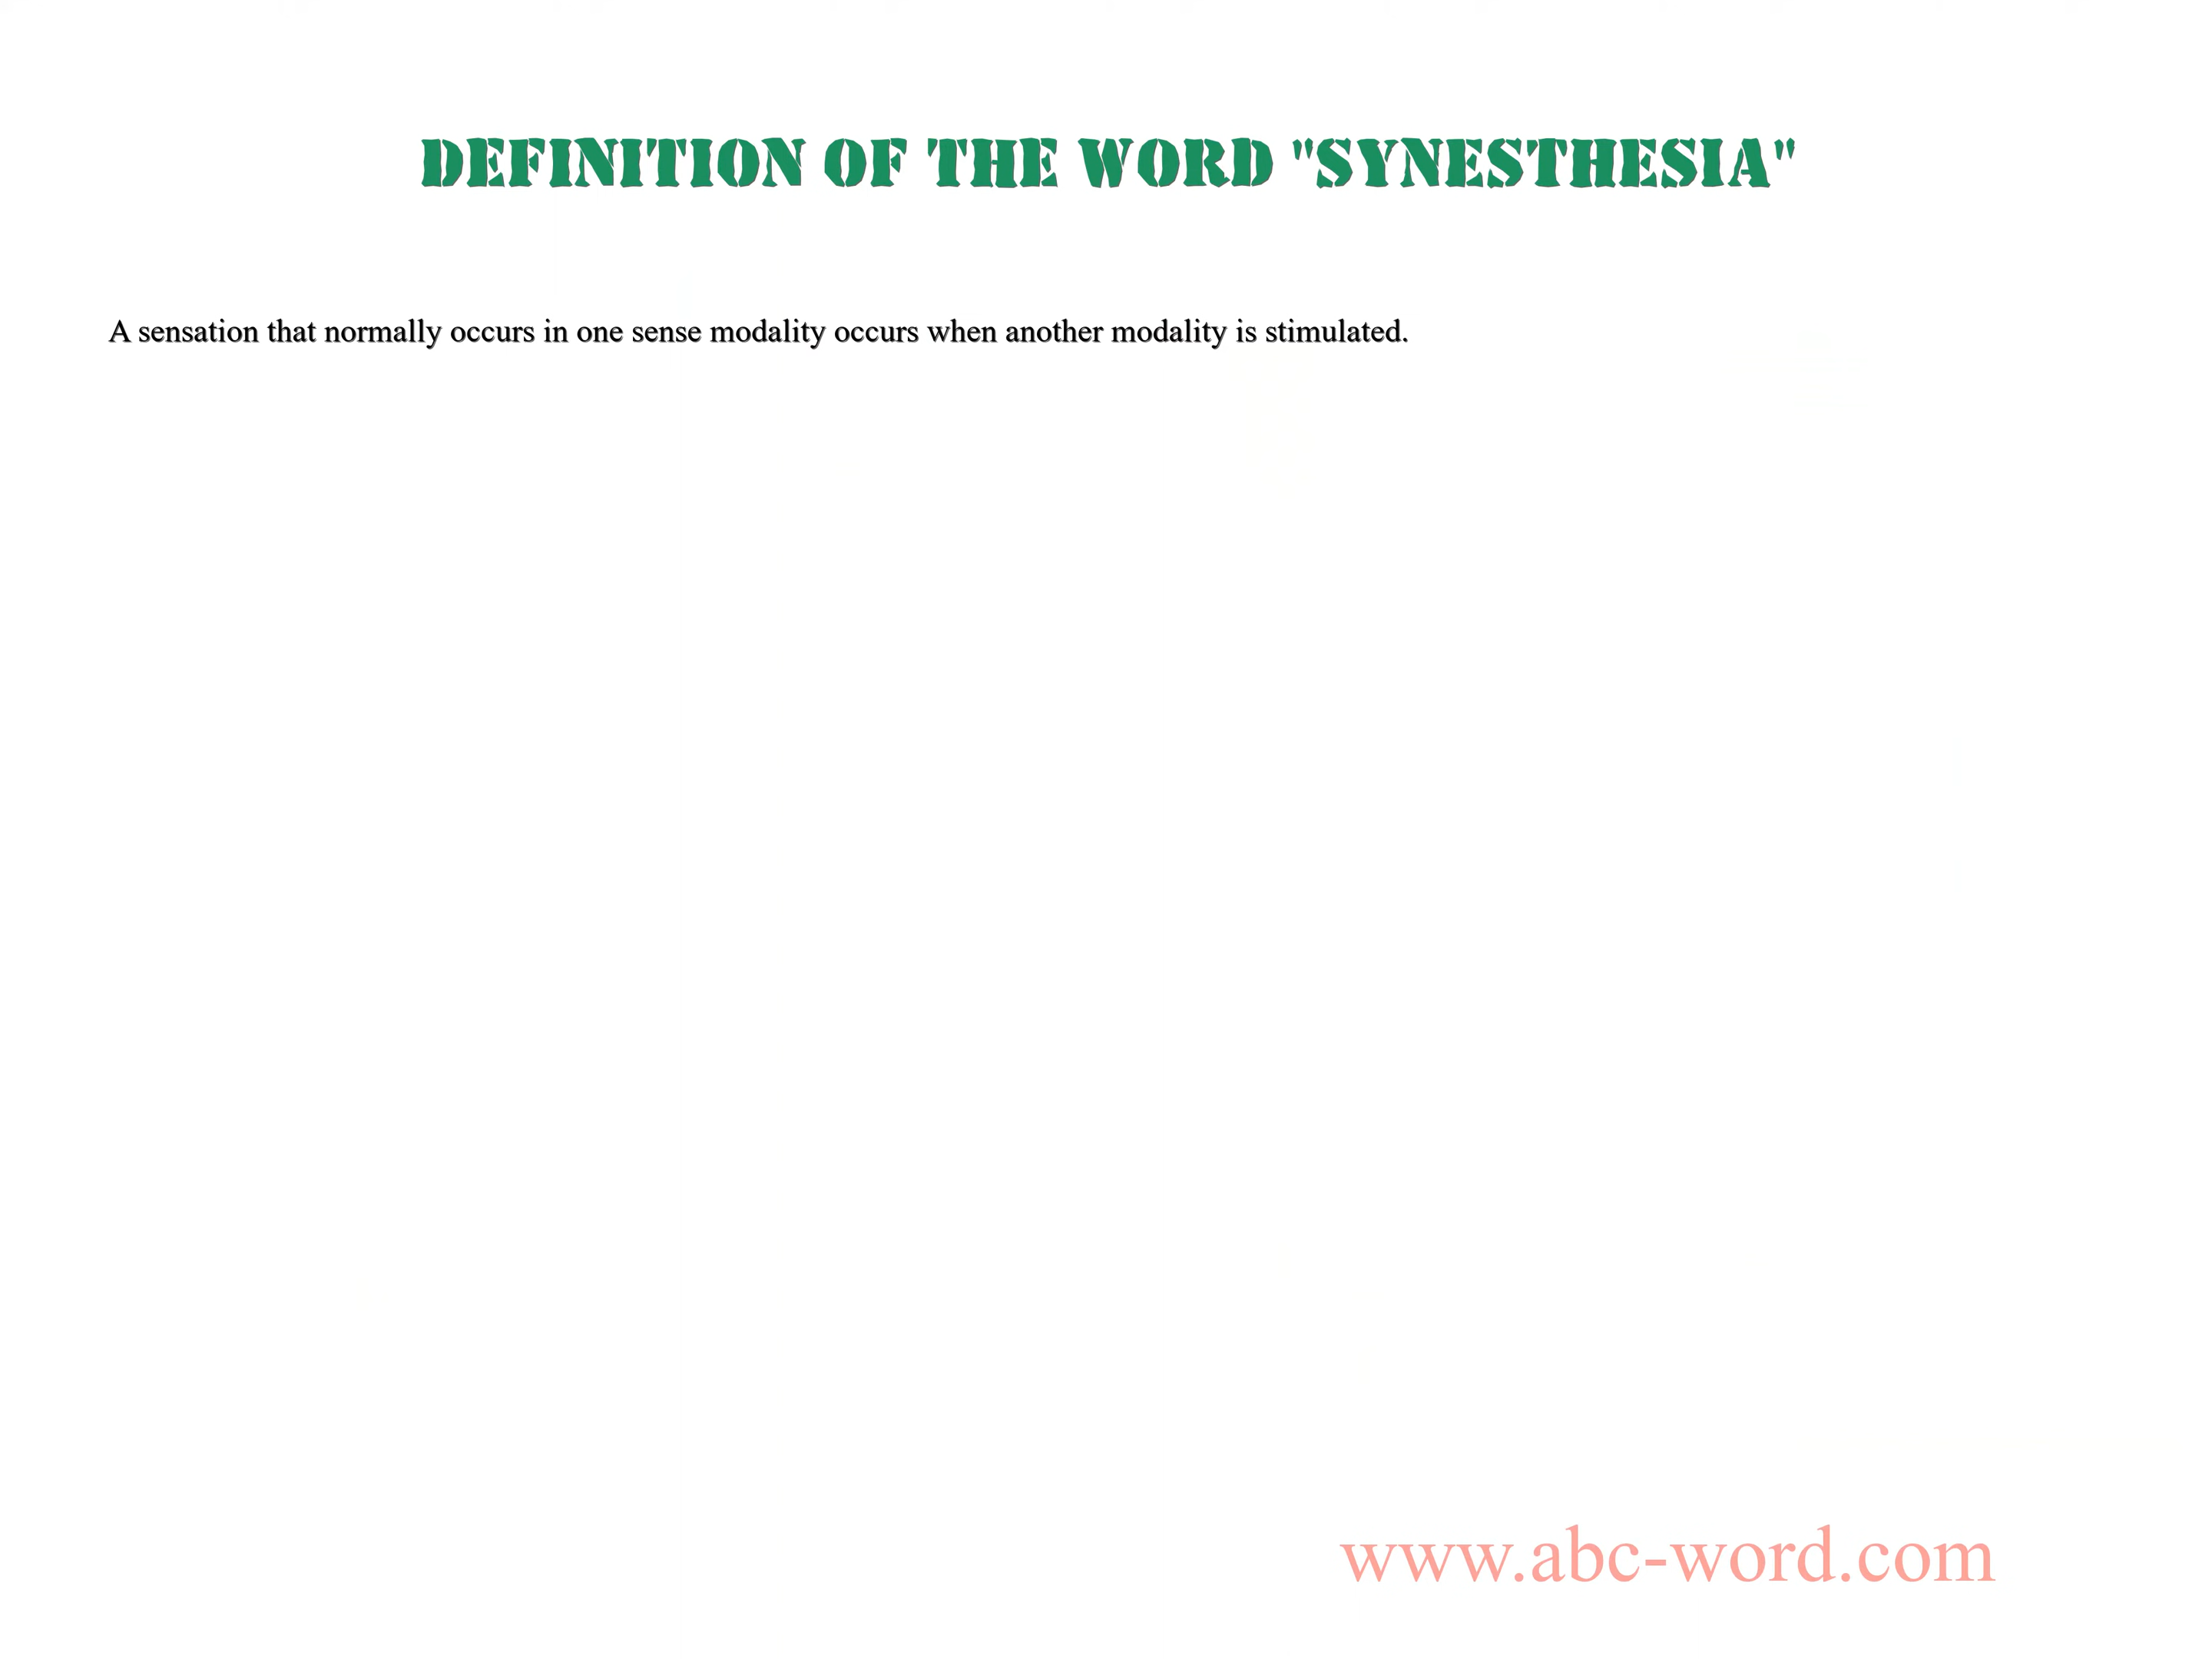 DEFINITION OF THE WORD "SYNESTHESIA"
A sensation that normally occurs in one sense modality occurs when another modality is stimulated.
www.abc-word.com